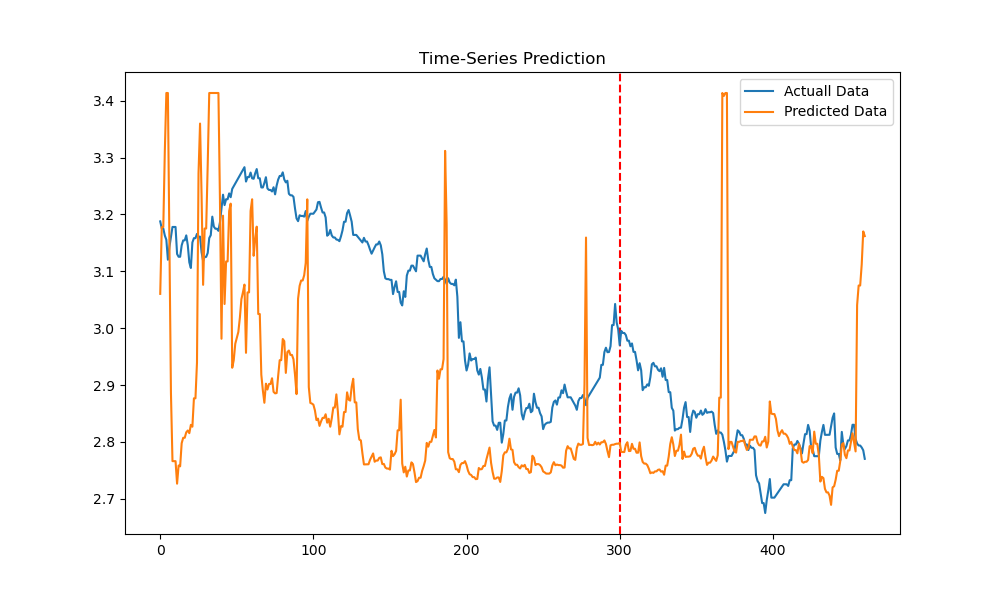 Time-Series Prediction
Actuall Data
Predicted Data
3.4
3.3
3.2
3.1
3.0
2.9
2.8
2.7
0 100 200 300 400